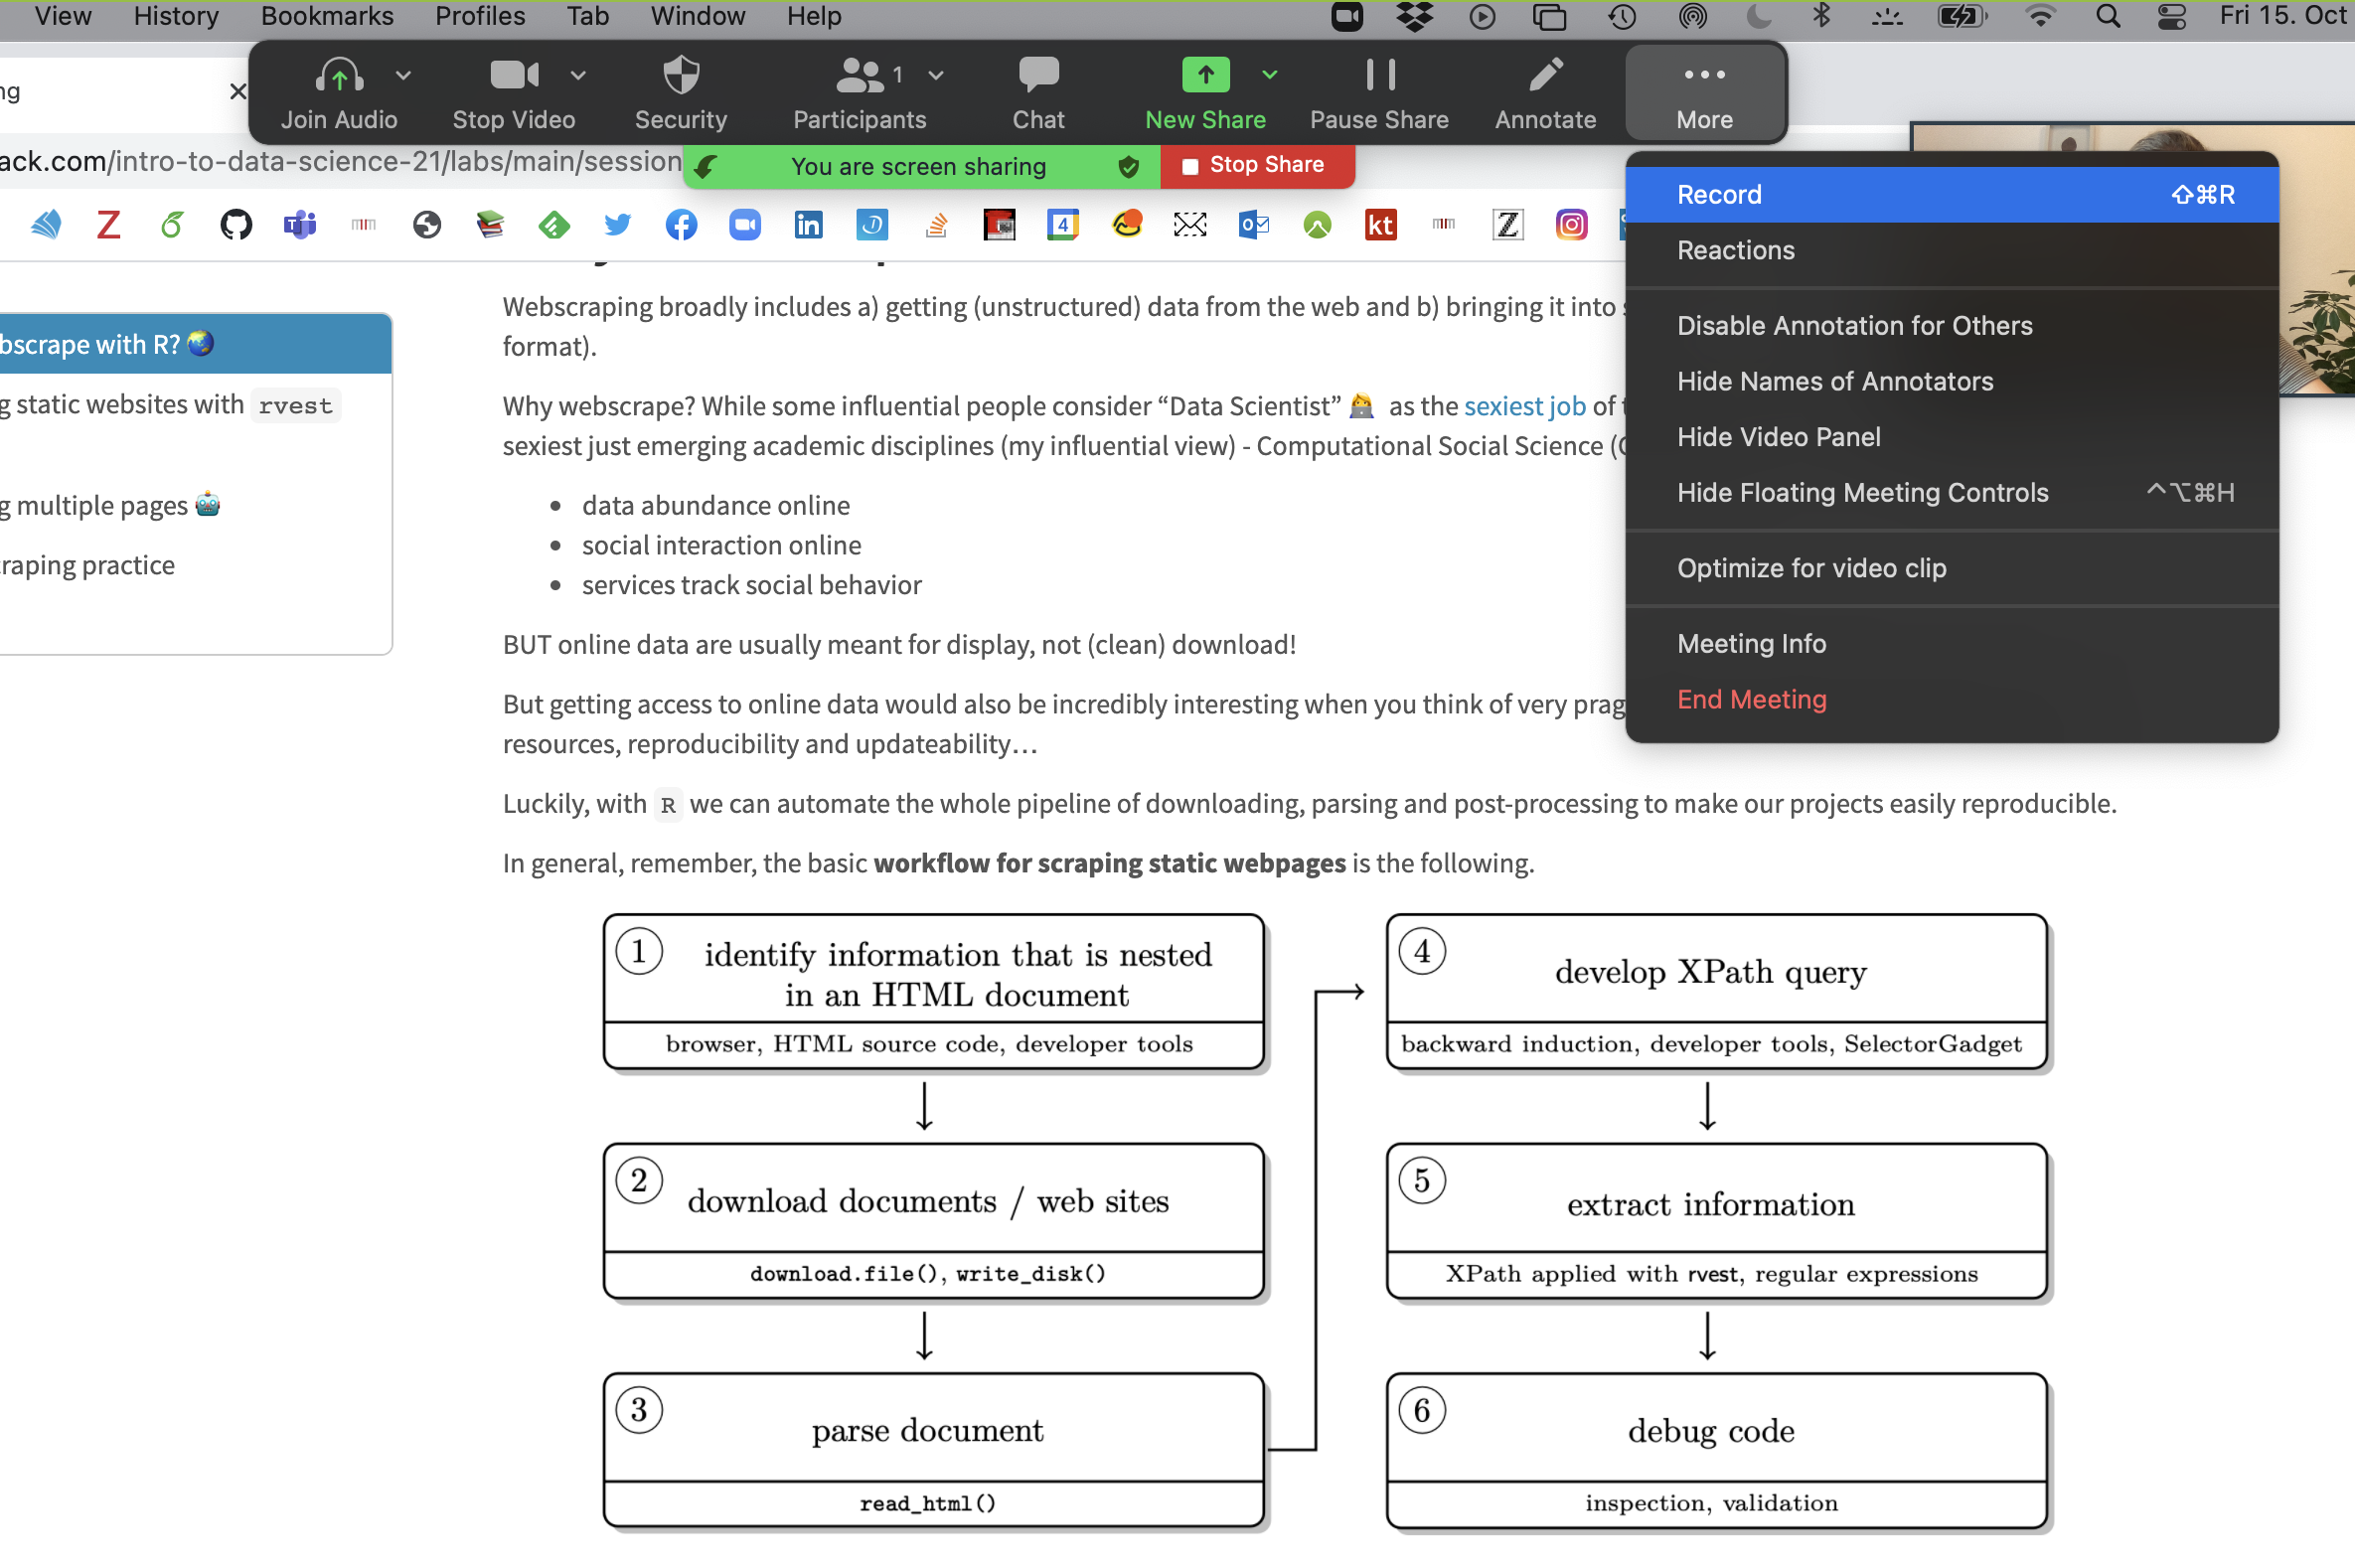 View History Bookmarks Profiles Tab Window Help Fri 15. Oct
ng
Join Audio Stop Video Security Participants 1 Chat New Share Pause Share Annotate More
ack.com/intro-to-data-science-21/labs/main/session
You are screen sharing Stop Share
Record ⇧⌘R
Reactions
Disable Annotation for Others
Hide Names of Annotators
Hide Video Panel
Hide Floating Meeting Controls ^⌥⌘H
Optimize for video clip
Meeting Info
End Meeting
bscrape with R?
g static websites with rvest
g multiple pages
raping practice
Webscraping broadly includes a) getting (unstructured) data from the web and b) bringing it into
format).
Why webscrape? While some influential people consider “Data Scientist” as the sexiest job of
sexiest just emerging academic disciplines (my influential view) - Computational Social Science (
• data abundance online
• social interaction online
• services track social behavior
BUT online data are usually meant for display, not (clean) download!
But getting access to online data would also be incredibly interesting when you think of very prag
resources, reproducibility and updateability…
Luckily, with R we can automate the whole pipeline of downloading, parsing and post-processing to make our projects easily reproducible.
In general, remember, the basic workflow for scraping static webpages is the following.
1 identify information that is nested
in an HTML document
browser, HTML source code, developer tools
2 download documents / web sites
download.file(), write_disk()
3 parse document
read_html()
4 develop XPath query
backward induction, developer tools, SelectorGadget
5 extract information
XPath applied with rvest, regular expressions
6 debug code
inspection, validation